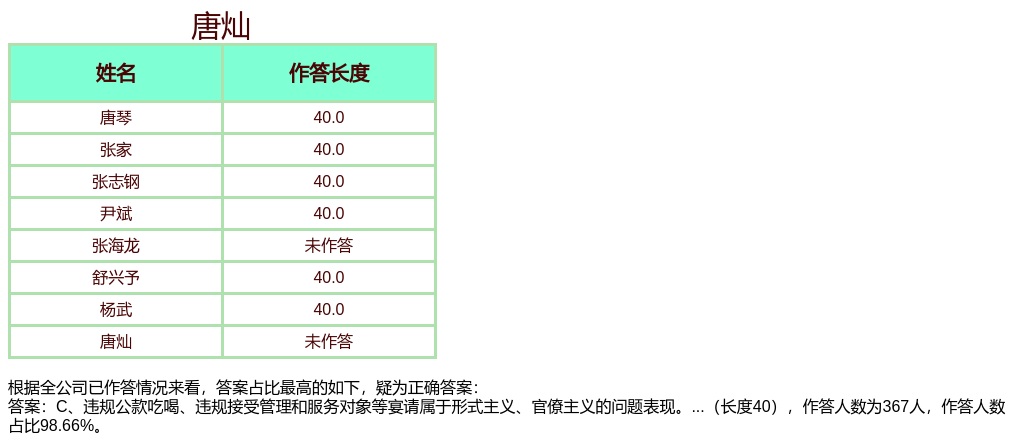 唐灿
姓名 作答长度
唐琴 40.0
张家 40.0
张志钢 40.0
尹斌 40.0
张海龙 未作答
舒兴予 40.0
杨武 40.0
唐灿 未作答
根据全公司已作答情况来看，答案占比最高的如下，疑为正确答案：
答案：C、违规公款吃喝、违规接受管理和服务对象等宴请属于形式主义、官僚主义的问题表现。...（长度40），作答人数为367人，作答人数
占比98.66%。